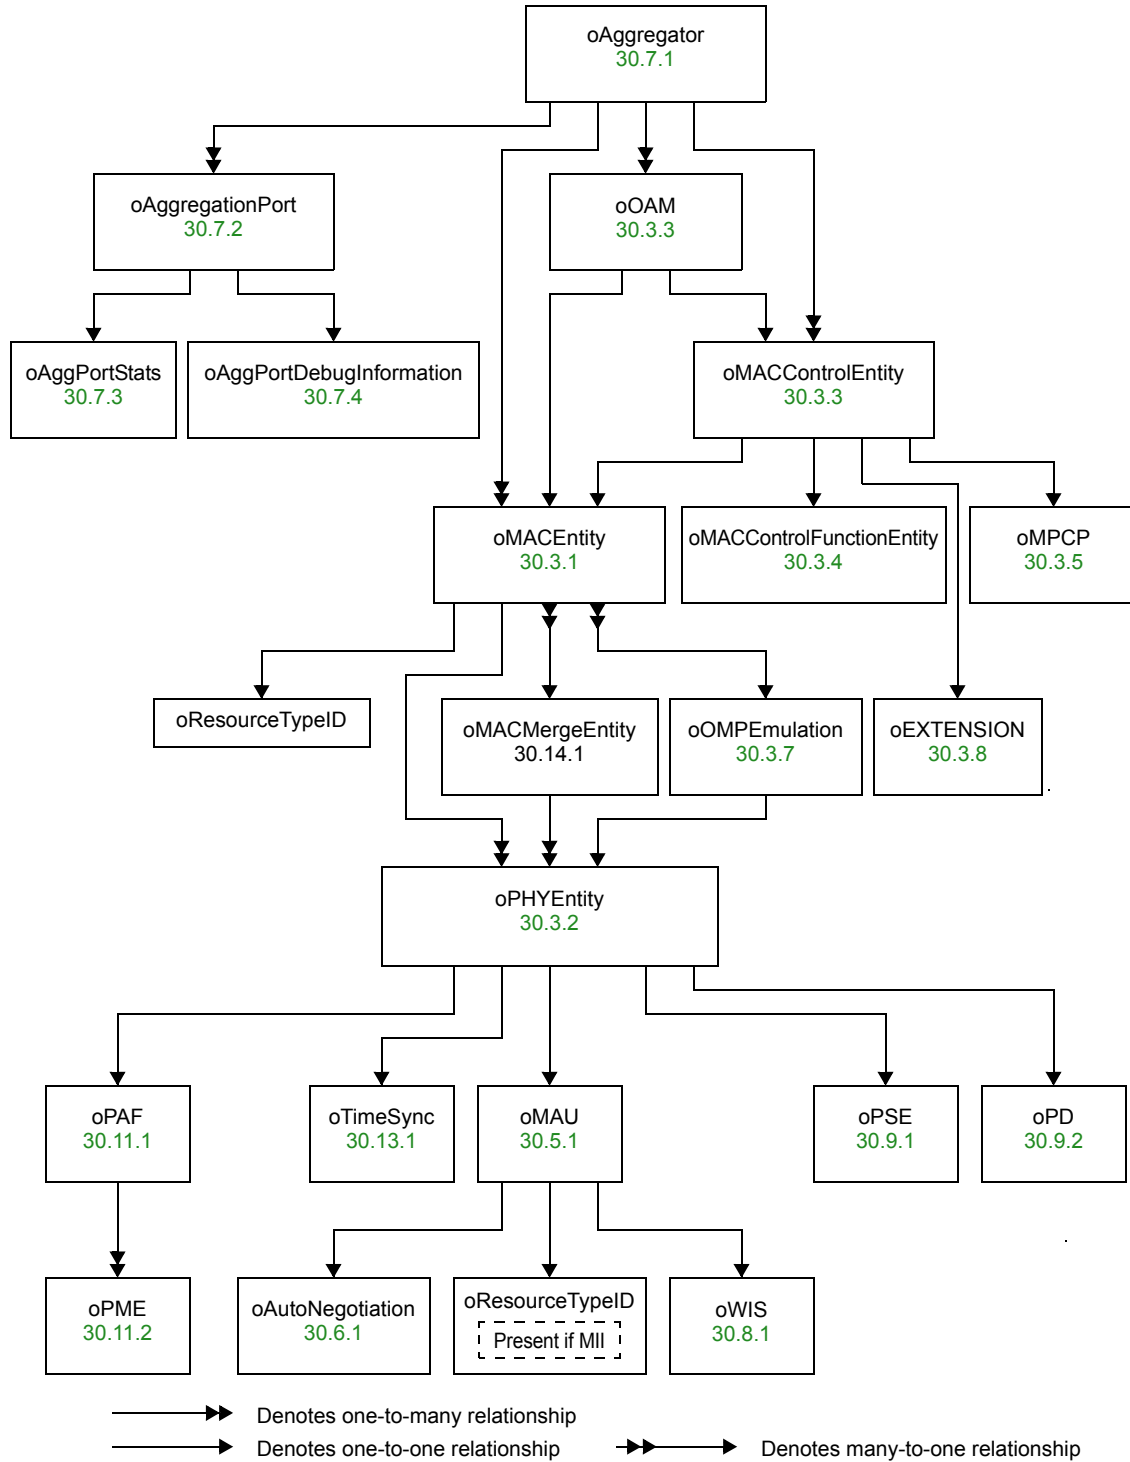 oAggregator
30.7.1
oAggregationPort
30.7.2
oOAM
30.3.3
oAggPortStats
30.7.3
oAggPortDebugInformation
30.7.4
oMACControlEntity
30.3.3
oMACEntity
30.3.1
oMACControlFunctionEntity
30.3.4
oMPCP
30.3.5
oResourceTypeID
oMACMergeEntity
30.14.1
oOMPEmulation
30.3.7
oEXTENSION
30.3.8
oPHYEntity
30.3.2
oPAF
30.11.1
oTimeSync
30.13.1
oMAU
30.5.1
oPSE
30.9.1
oPD
30.9.2
oPME
30.11.2
oAutoNegotiation
30.6.1
oResourceTypeID
Present if MII
oWIS
30.8.1
Denotes one-to-many relationship
Denotes one-to-one relationship
Denotes many-to-one relationship